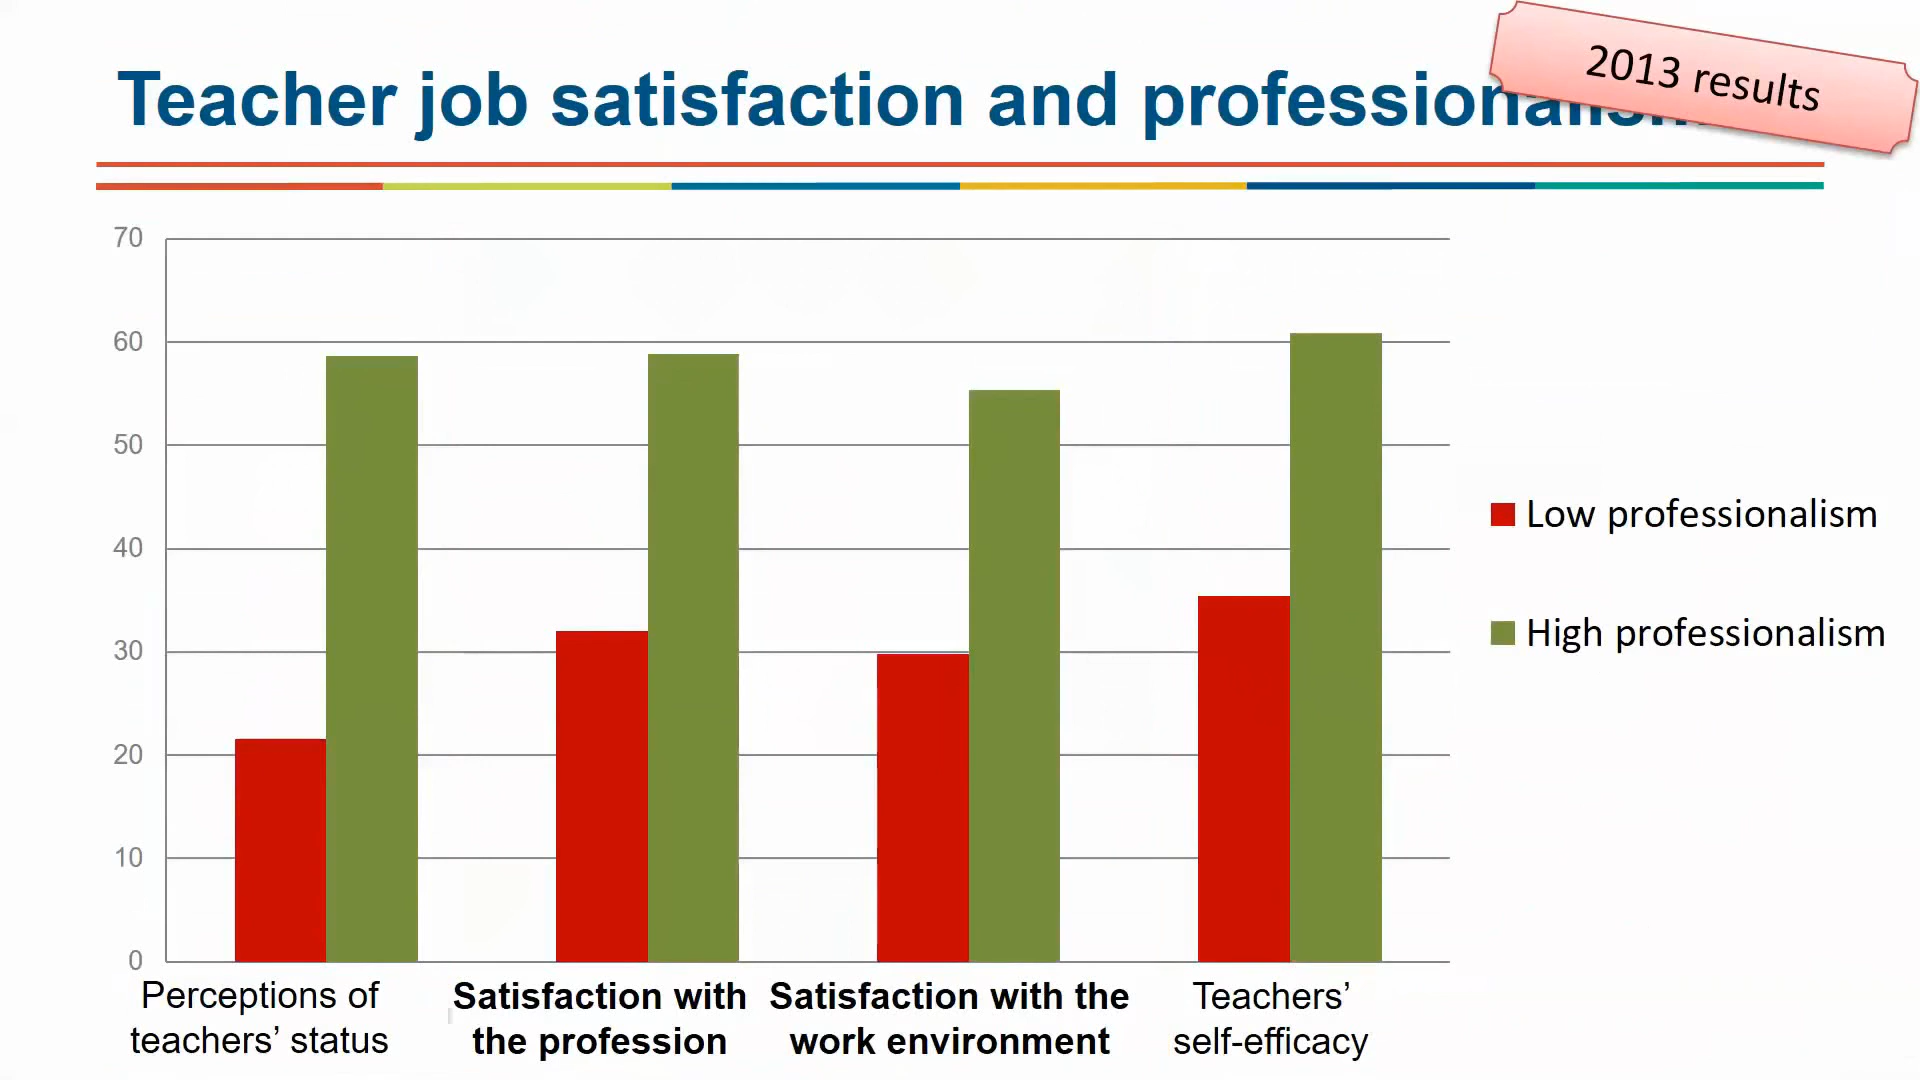 Teacher job satisfaction and professionalism
2013 results
70
60
50
40
30
20
10
0
Low professionalism
High professionalism
Perceptions of
teachers’ status
Satisfaction with
the profession
Satisfaction with the
work environment
Teachers’
self-efficacy